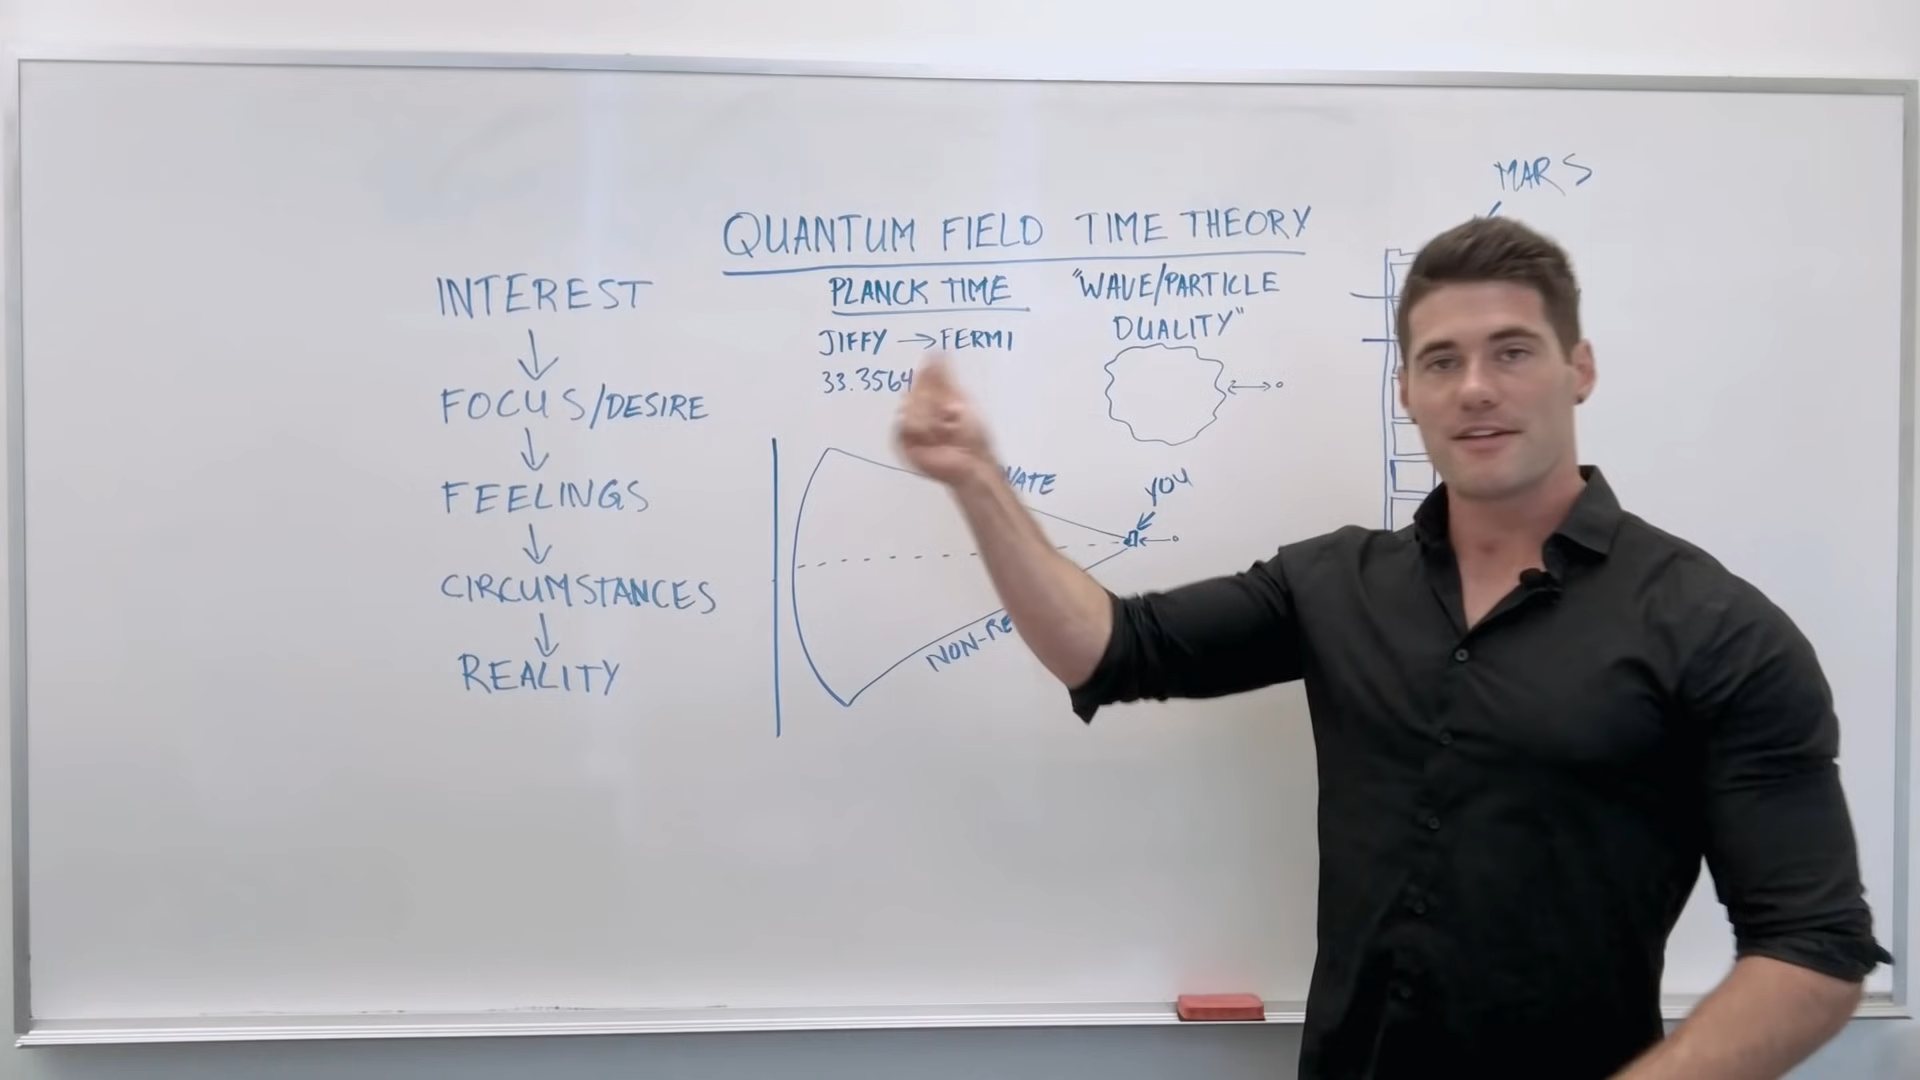 MARS
QUANTUM FIELD TIME THEORY
INTEREST
FOCUS/DESIRE
FEELINGS
CIRCUMSTANCES
REALITY
PLANCK TIME
JIFFY → FERMI
33.3564
"WAVE/PARTICLE
DUALITY"
YOU